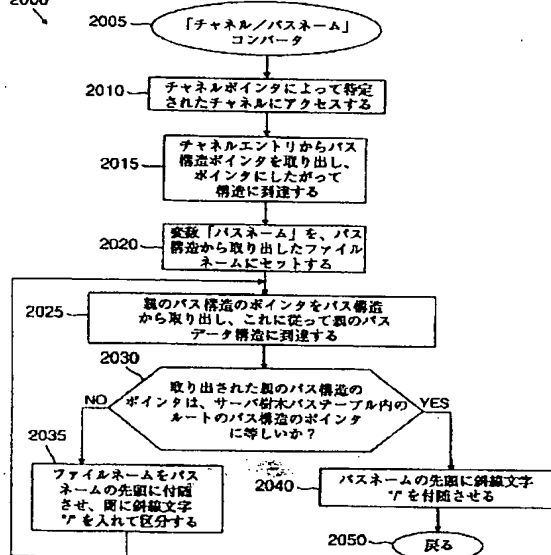 2000
2005
「チャネル／パスネーム」
コンバータ
2010
チャネルポインタによって特定
されたチャネルにアクセスする
2015
チャネルエントリからパス
構造ポインタを取り出し、
ポインタにしたがって
構造に到達する
2020
変数「パスネーム」を、パス
構造から取り出したファイル
ネームにセットする
2025
親のパス構造のポインタをパス構造
から取り出し、これに従って親のパス
データ構造に到達する
2030
取り出された親のパス構造の
ポインタは、サーバ樹木パステーブル内の
ルートのパス構造のポインタ
に等しいか？
NO
YES
2035
ファイルネームをパス
ネームの先頭に付随
させ、間に斜線文字
"/" を入れて区分する
2040
パスネームの先頭に斜線文字
"/" を付随させる
2050
戻る